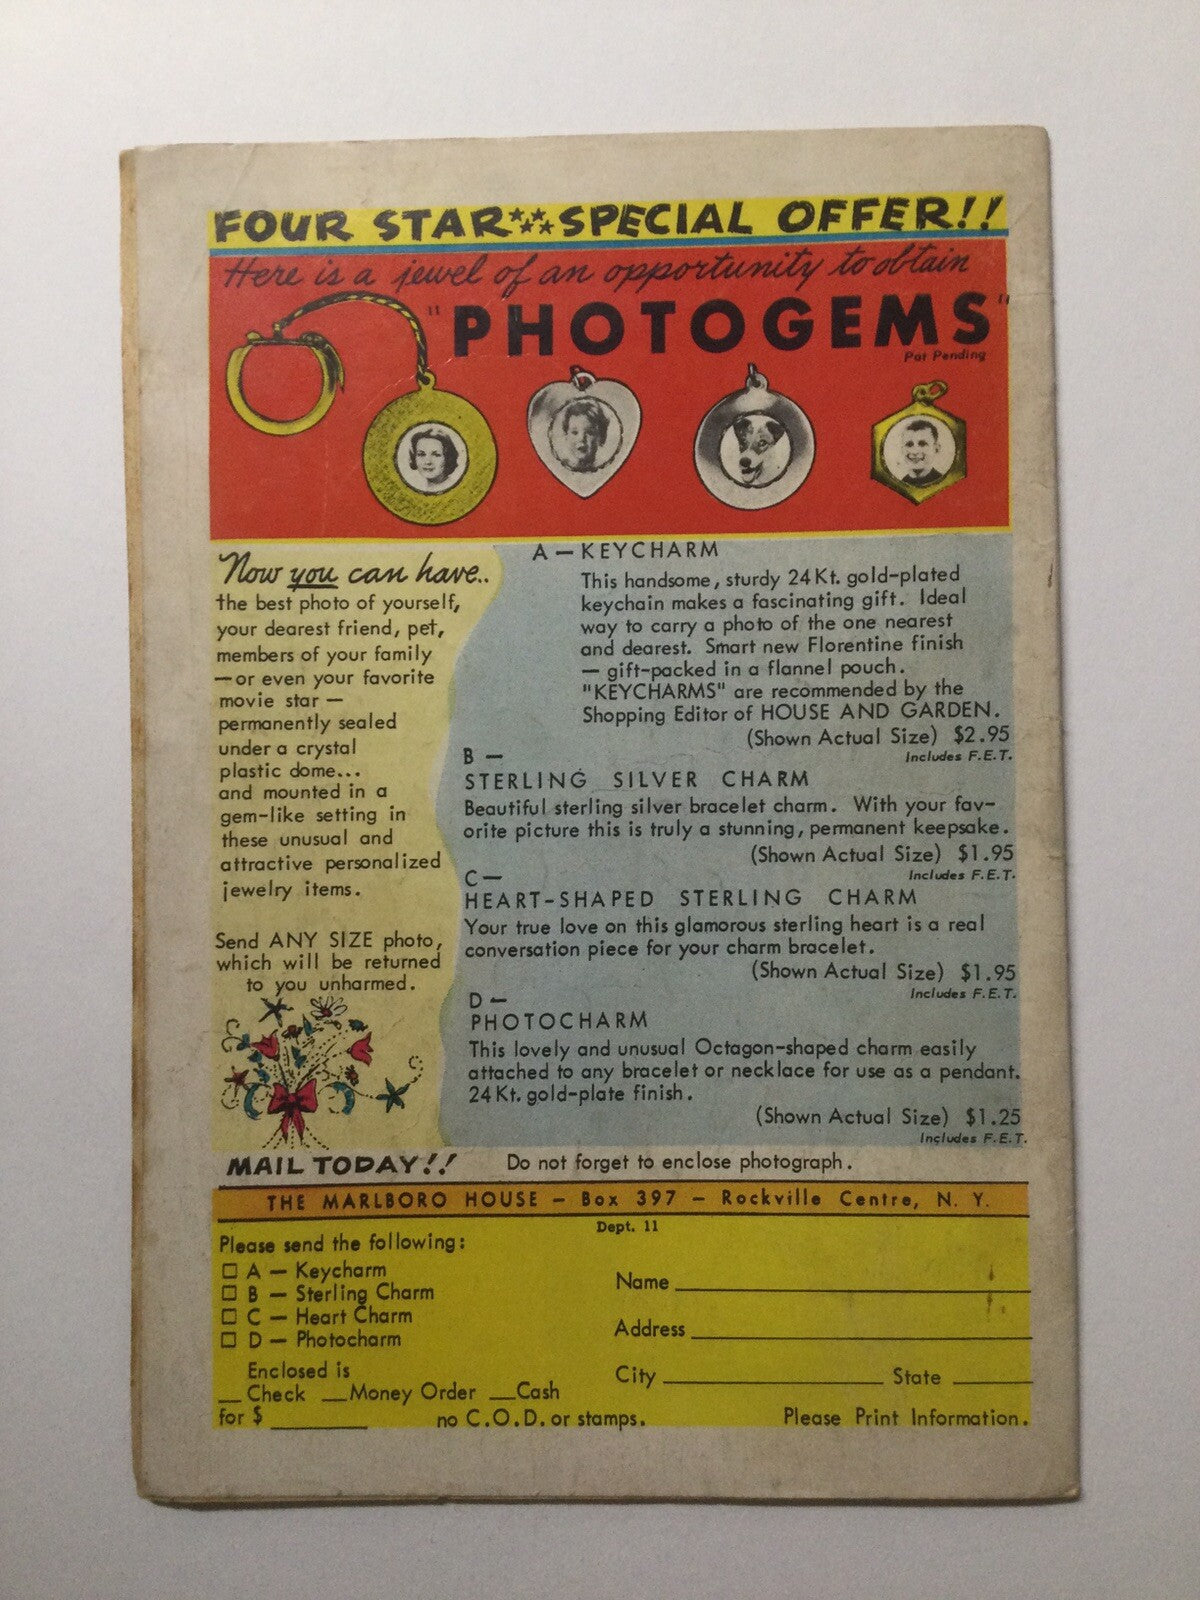 FOUR STAR SPECIAL OFFER!!
Here is a jewel of an opportunity to obtain
"PHOTOGEMS"
Pat Pending
Now you can have..
the best photo of yourself,
your dearest friend, pet,
members of your family
—or even your favorite
movie star —
permanently sealed
under a crystal
plastic dome...
and mounted in a
gem-like setting in
these unusual and
attractive personalized
jewelry items.
Send ANY SIZE photo,
which will be returned
to you unharmed.
A — KEYCHARM
This handsome, sturdy 24Kt. gold-plated
keychain makes a fascinating gift. Ideal
way to carry a photo of the one nearest
and dearest. Smart new Florentine finish
— gift-packed in a flannel pouch.
"KEYCHARMS" are recommended by the
Shopping Editor of HOUSE AND GARDEN.
(Shown Actual Size) $2.95
Includes F.E.T.
B —
STERLING SILVER CHARM
Beautiful sterling silver bracelet charm. With your fav-
orite picture this is truly a stunning, permanent keepsake.
(Shown Actual Size) $1.95
Includes F.E.T.
C —
HEART-SHAPED STERLING CHARM
Your true love on this glamorous sterling heart is a real
conversation piece for your charm bracelet.
(Shown Actual Size) $1.95
Includes F.E.T.
D —
PHOTOCHARM
This lovely and unusual Octagon-shaped charm easily
attached to any bracelet or necklace for use as a pendant.
24Kt. gold-plate finish.
(Shown Actual Size) $1.25
Includes F.E.T.
MAIL TODAY!! Do not forget to enclose photograph.
THE MARLBORO HOUSE — Box 397 — Rockville Centre, N. Y.
Dept. 11
Please send the following:
A — Keycharm
B — Sterling Charm
C — Heart Charm
D — Photocharm
Enclosed is
__Check __Money Order __Cash
for $ ________ no C.O.D. or stamps.
Name
Address
City State
Please Print Information.